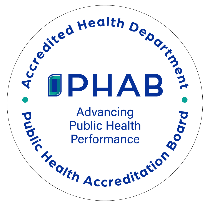 Accredited Health Department
PHAB
Advancing
Public Health
Performance
Public Health Accreditation Board